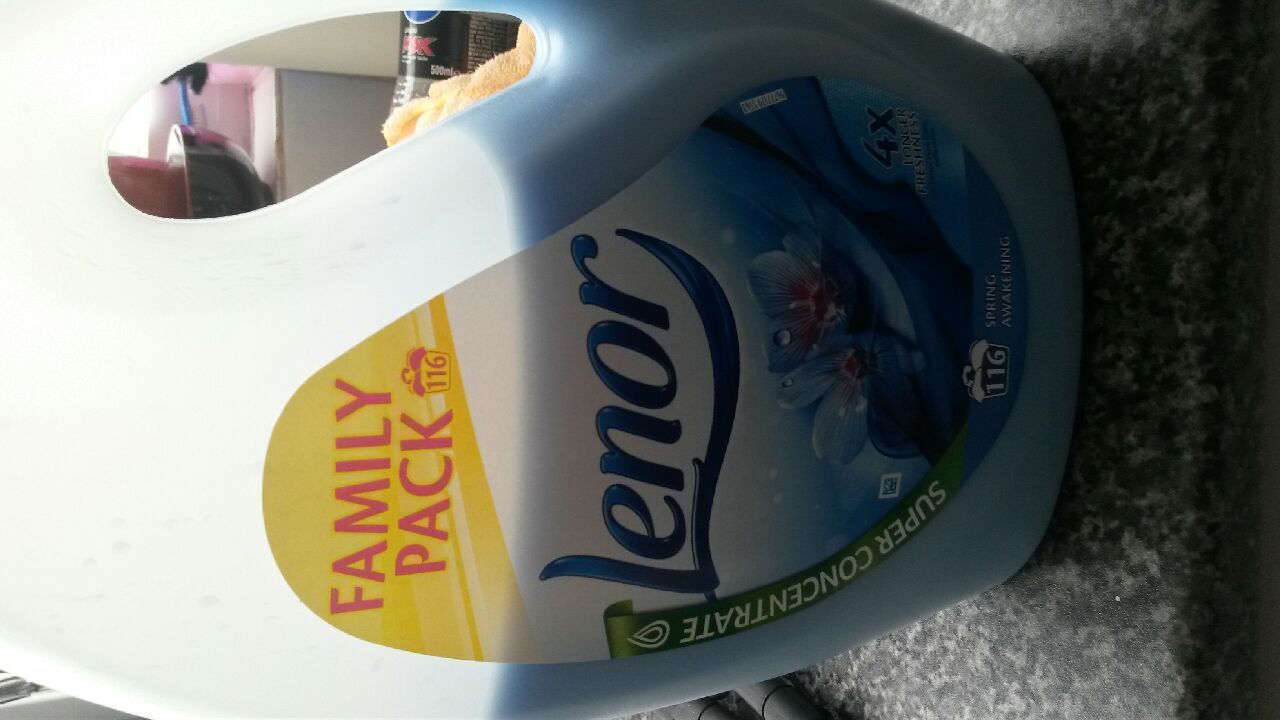 FAMILY
PACK
116
Lenor
SUPER CONCENTRATE
4X
LONGER
FRESHNESS
116
SPRING
AWAKENING
500ml